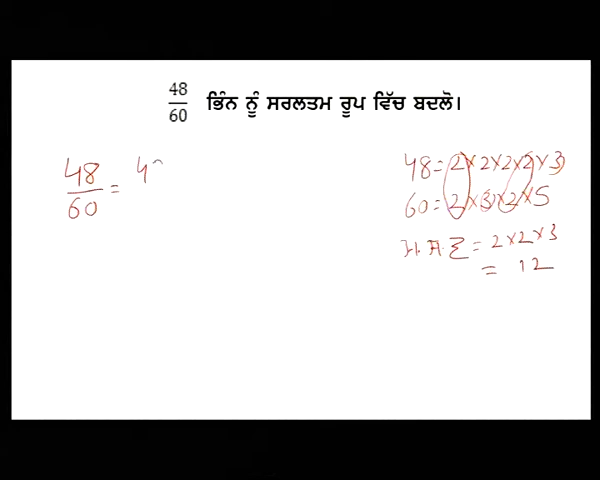 48/60 ਭਿੰਨ ਨੂੰ ਸਰਲਤਮ ਰੂਪ ਵਿੱਚ ਬਦਲੋ।
48/60 = 4
48 = 2×2×2×2×3
60 = 2×3×2×5
ਮ.ਸ.ਵ = 2×2×3
= 12